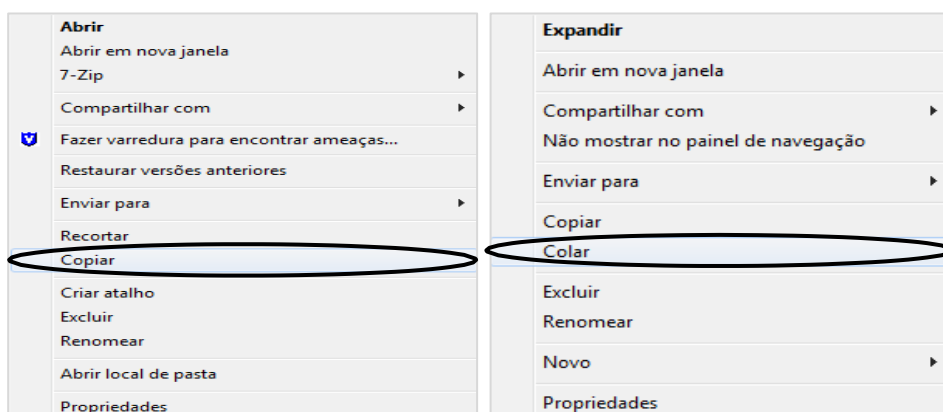 Abrir
Abrir em nova janela
7-Zip
Compartilhar com
Fazer varredura para encontrar ameaças...
Restaurar versões anteriores
Enviar para
Recortar
Copiar
Criar atalho
Excluir
Renomear
Abrir local de pasta
Propriedades
Expandir
Abrir em nova janela
Compartilhar com
Não mostrar no painel de navegação
Enviar para
Copiar
Colar
Excluir
Renomear
Novo
Propriedades